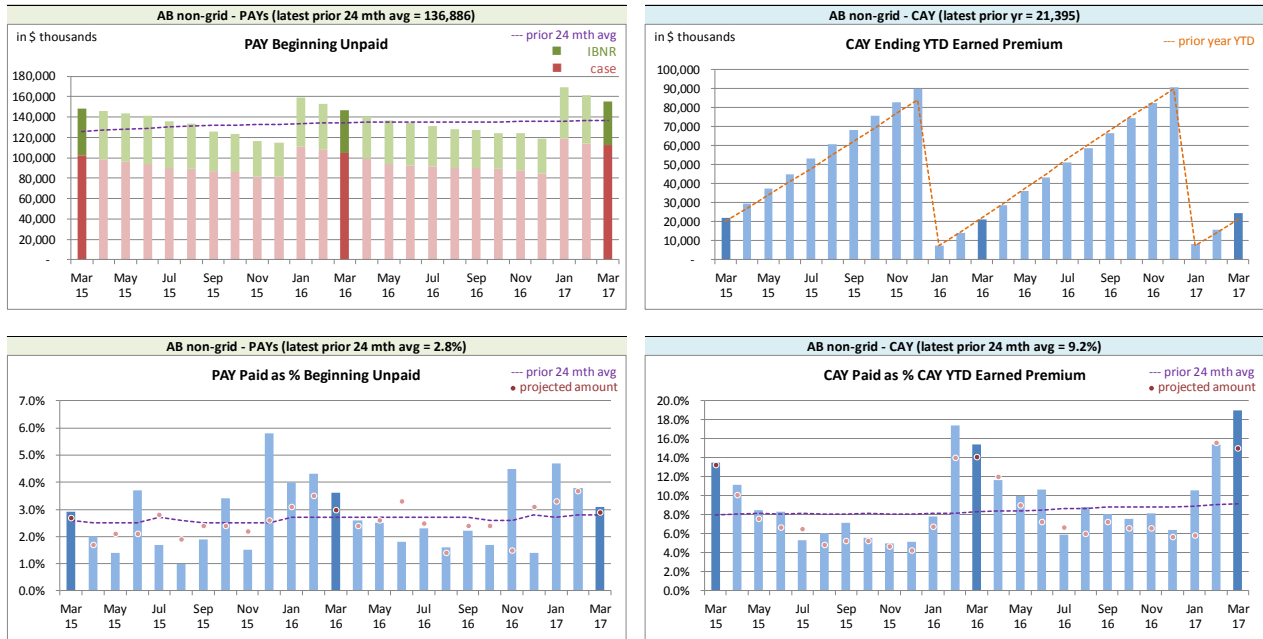 AB non-grid - PAYs (latest prior 24 mth avg = 136,886)
in $ thousands
PAY Beginning Unpaid
--- prior 24 mth avg
IBNR
case
180,000
160,000
140,000
120,000
100,000
80,000
60,000
40,000
20,000
-
Mar May Jul Sep Nov Jan Mar May Jul Sep Nov Jan Mar
15 15 15 15 15 16 16 16 16 16 16 17 17
AB non-grid - CAY (latest prior yr = 21,395)
in $ thousands
CAY Ending YTD Earned Premium
--- prior year YTD
100,000
90,000
80,000
70,000
60,000
50,000
40,000
30,000
20,000
10,000
-
Mar May Jul Sep Nov Jan Mar May Jul Sep Nov Jan Mar
15 15 15 15 15 16 16 16 16 16 16 17 17
AB non-grid - PAYs (latest prior 24 mth avg = 2.8%)
PAY Paid as % Beginning Unpaid
--- prior 24 mth avg
projected amount
7.0%
6.0%
5.0%
4.0%
3.0%
2.0%
1.0%
0.0%
Mar May Jul Sep Nov Jan Mar May Jul Sep Nov Jan Mar
15 15 15 15 15 16 16 16 16 16 16 17 17
AB non-grid - CAY (latest prior 24 mth avg = 9.2%)
CAY Paid as % CAY YTD Earned Premium
--- prior 24 mth avg
projected amount
20.0%
18.0%
16.0%
14.0%
12.0%
10.0%
8.0%
6.0%
4.0%
2.0%
0.0%
Mar May Jul Sep Nov Jan Mar May Jul Sep Nov Jan Mar
15 15 15 15 15 16 16 16 16 16 16 17 17